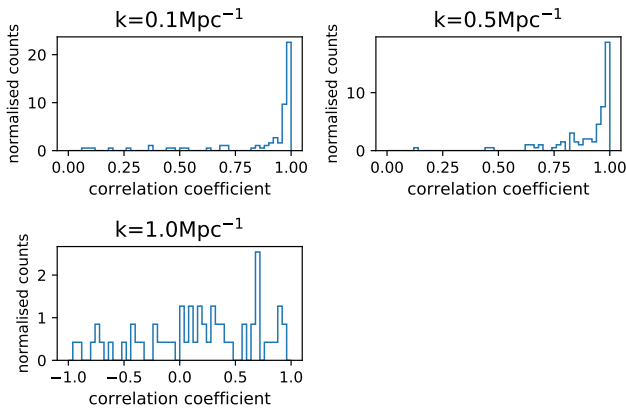 k=0.1Mpc⁻¹
normalised counts
20
10
0
0.00 0.25 0.50 0.75 1.00
correlation coefficient
k=0.5Mpc⁻¹
normalised counts
10
0
0.00 0.25 0.50 0.75 1.00
correlation coefficient
k=1.0Mpc⁻¹
normalised counts
2
1
0
−1.0 −0.5 0.0 0.5 1.0
correlation coefficient